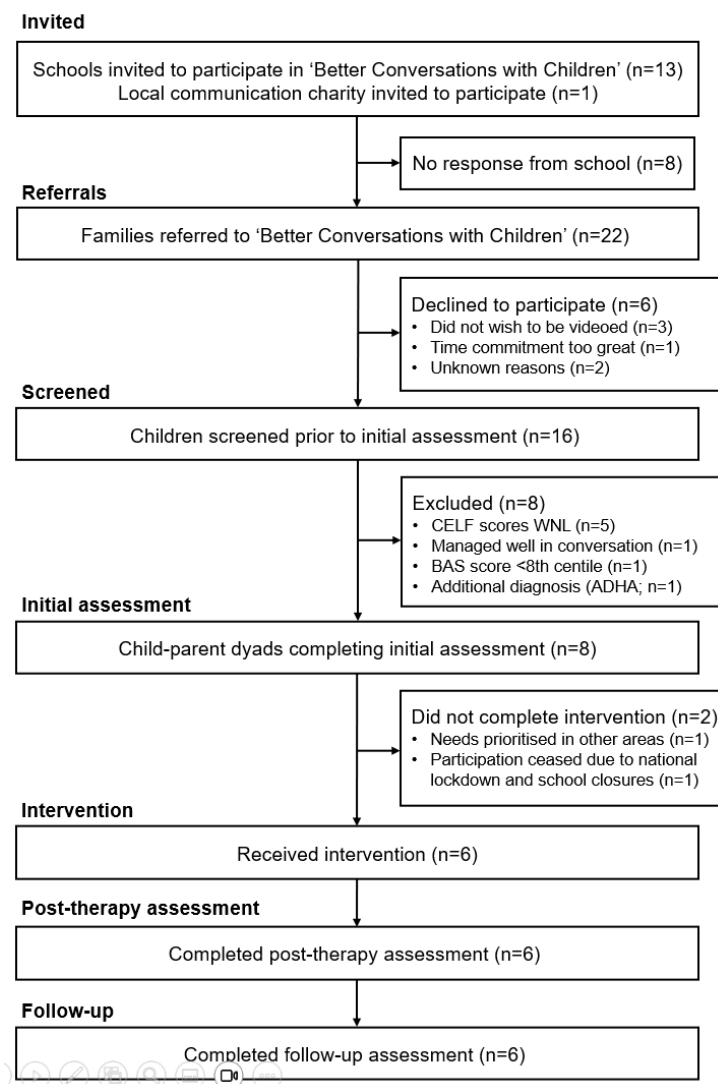 Invited
Schools invited to participate in ‘Better Conversations with Children’ (n=13)
Local communication charity invited to participate (n=1)
No response from school (n=8)
Referrals
Families referred to ‘Better Conversations with Children’ (n=22)
Declined to participate (n=6)
• Did not wish to be videoed (n=3)
• Time commitment too great (n=1)
• Unknown reasons (n=2)
Screened
Children screened prior to initial assessment (n=16)
Excluded (n=8)
• CELF scores WNL (n=5)
• Managed well in conversation (n=1)
• BAS score <8th centile (n=1)
• Additional diagnosis (ADHA; n=1)
Initial assessment
Child-parent dyads completing initial assessment (n=8)
Did not complete intervention (n=2)
• Needs prioritised in other areas (n=1)
• Participation ceased due to national
lockdown and school closures (n=1)
Intervention
Received intervention (n=6)
Post-therapy assessment
Completed post-therapy assessment (n=6)
Follow-up
Completed follow-up assessment (n=6)